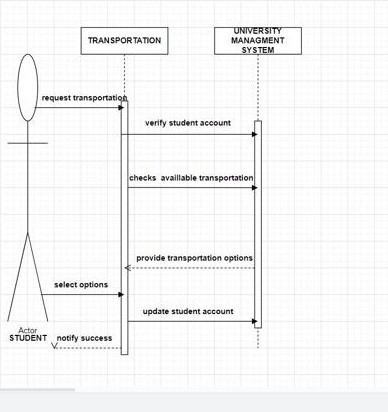 TRANSPORTATION
UNIVERSITY
MANAGMENT
SYSTEM
request transportation
verify student account
checks availlable transportation
provide transportation options
select options
update student account
Actor
STUDENT
notify success